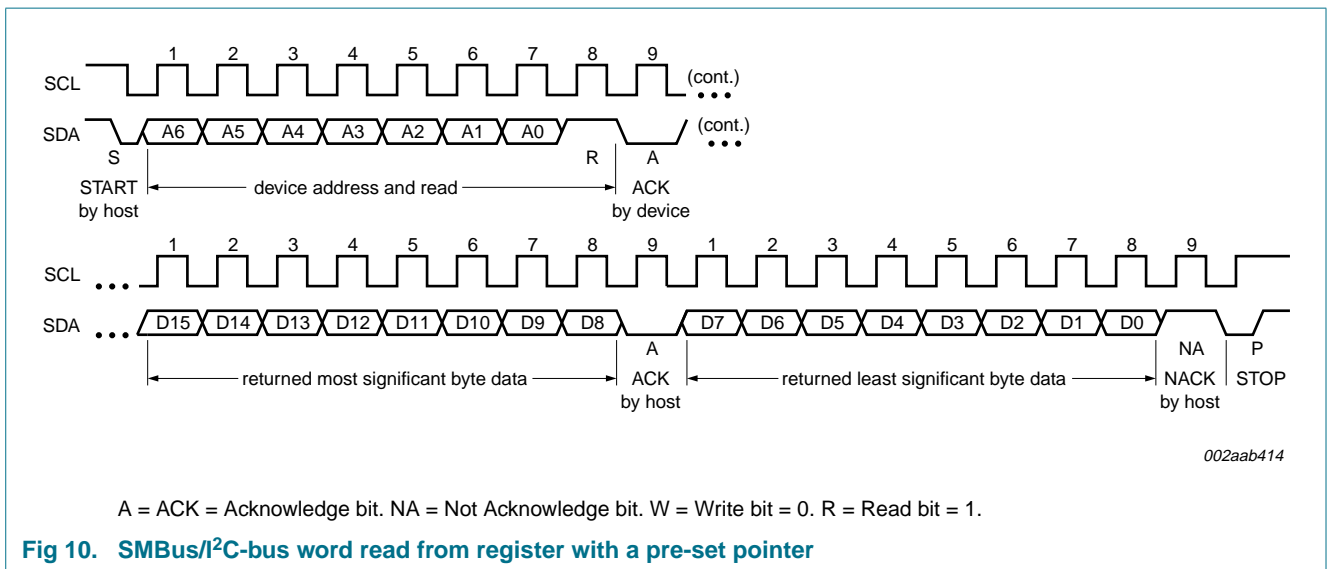 1 2 3 4 5 6 7 8 9
SCL (cont.)
SDA A6 A5 A4 A3 A2 A1 A0 (cont.)
S R A
START device address and read ACK
by host by device
1 2 3 4 5 6 7 8 9 1 2 3 4 5 6 7 8 9
SCL
SDA D15 D14 D13 D12 D11 D10 D9 D8 D7 D6 D5 D4 D3 D2 D1 D0
A NA P
returned most significant byte data ACK returned least significant byte data NACK STOP
by host by host
002aab414
A = ACK = Acknowledge bit. NA = Not Acknowledge bit. W = Write bit = 0. R = Read bit = 1.
Fig 10. SMBus/I²C-bus word read from register with a pre-set pointer